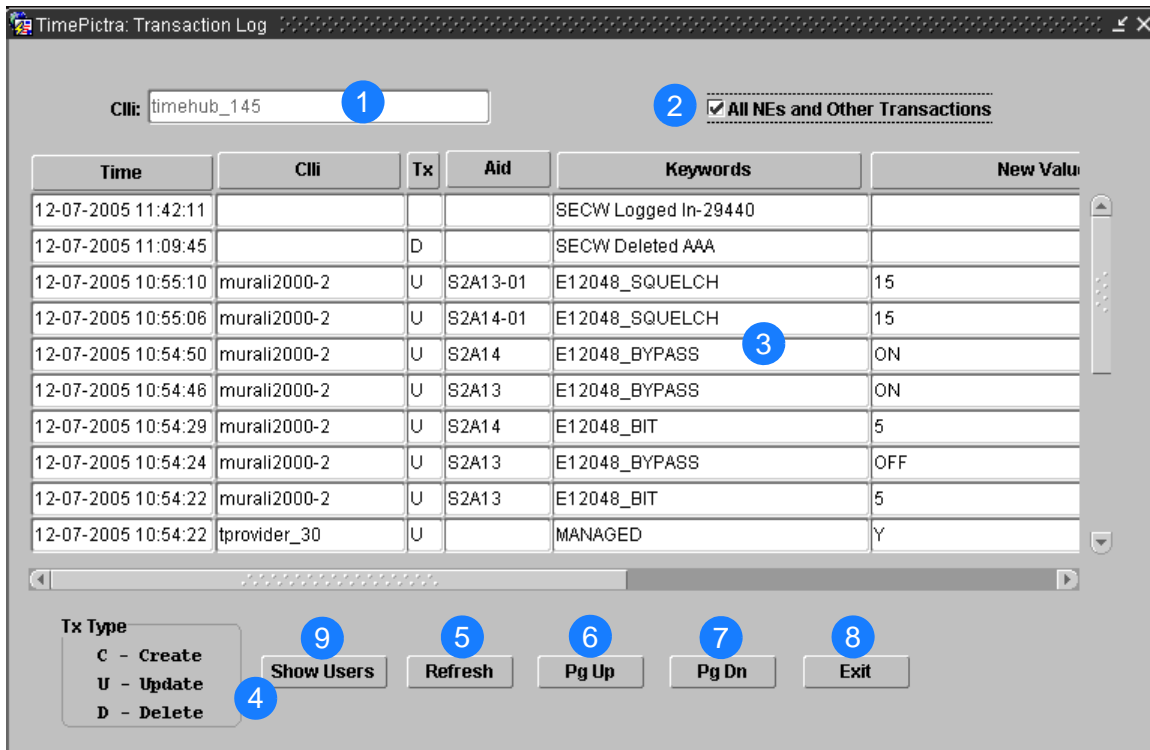 TimePictra: Transaction Log
Clli: timehub_145 1 2 All NEs and Other Transactions
Time Clli Tx Aid Keywords New Valu
12-07-2005 11:42:11 SECW Logged In-29440
12-07-2005 11:09:45 D SECW Deleted AAA
12-07-2005 10:55:10 murali2000-2 U S2A13-01 E12048_SQUELCH 15
12-07-2005 10:55:06 murali2000-2 U S2A14-01 E12048_SQUELCH 15
12-07-2005 10:54:50 murali2000-2 U S2A14 E12048_BYPASS 3 ON
12-07-2005 10:54:46 murali2000-2 U S2A13 E12048_BYPASS ON
12-07-2005 10:54:29 murali2000-2 U S2A14 E12048_BIT 5
12-07-2005 10:54:24 murali2000-2 U S2A13 E12048_BYPASS OFF
12-07-2005 10:54:22 murali2000-2 U S2A13 E12048_BIT 5
12-07-2005 10:54:22 tprovider_30 U MANAGED Y
Tx Type
C - Create
U - Update
D - Delete
4
9 5 6 7 8
Show Users Refresh Pg Up Pg Dn Exit